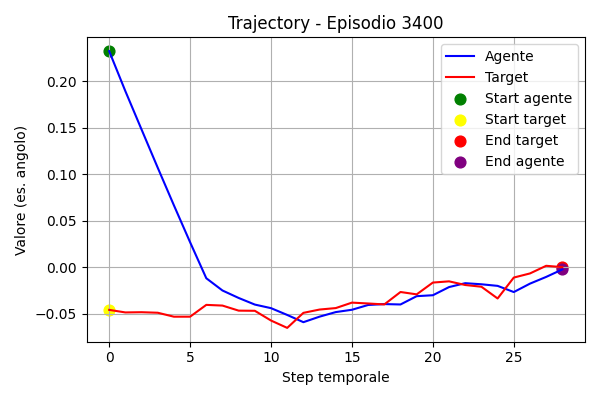 Trajectory - Episodio 3400
Valore (es. angolo)
0.20
0.15
0.10
0.05
0.00
−0.05
0
5
10
15
20
25
Step temporale
Agente
Target
Start agente
Start target
End target
End agente